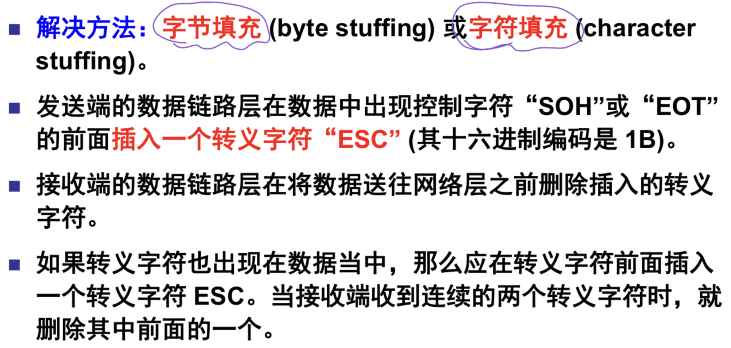 解决方法：字节填充 (byte stuffing) 或字符填充 (character
stuffing)。
发送端的数据链路层在数据中出现控制字符“SOH”或“EOT”
的前面插入一个转义字符“ESC” (其十六进制编码是 1B)。
接收端的数据链路层在将数据送往网络层之前删除插入的转义
字符。
如果转义字符也出现在数据当中，那么应在转义字符前面插入
一个转义字符 ESC。当接收端收到连续的两个转义字符时，就
删除其中前面的一个。